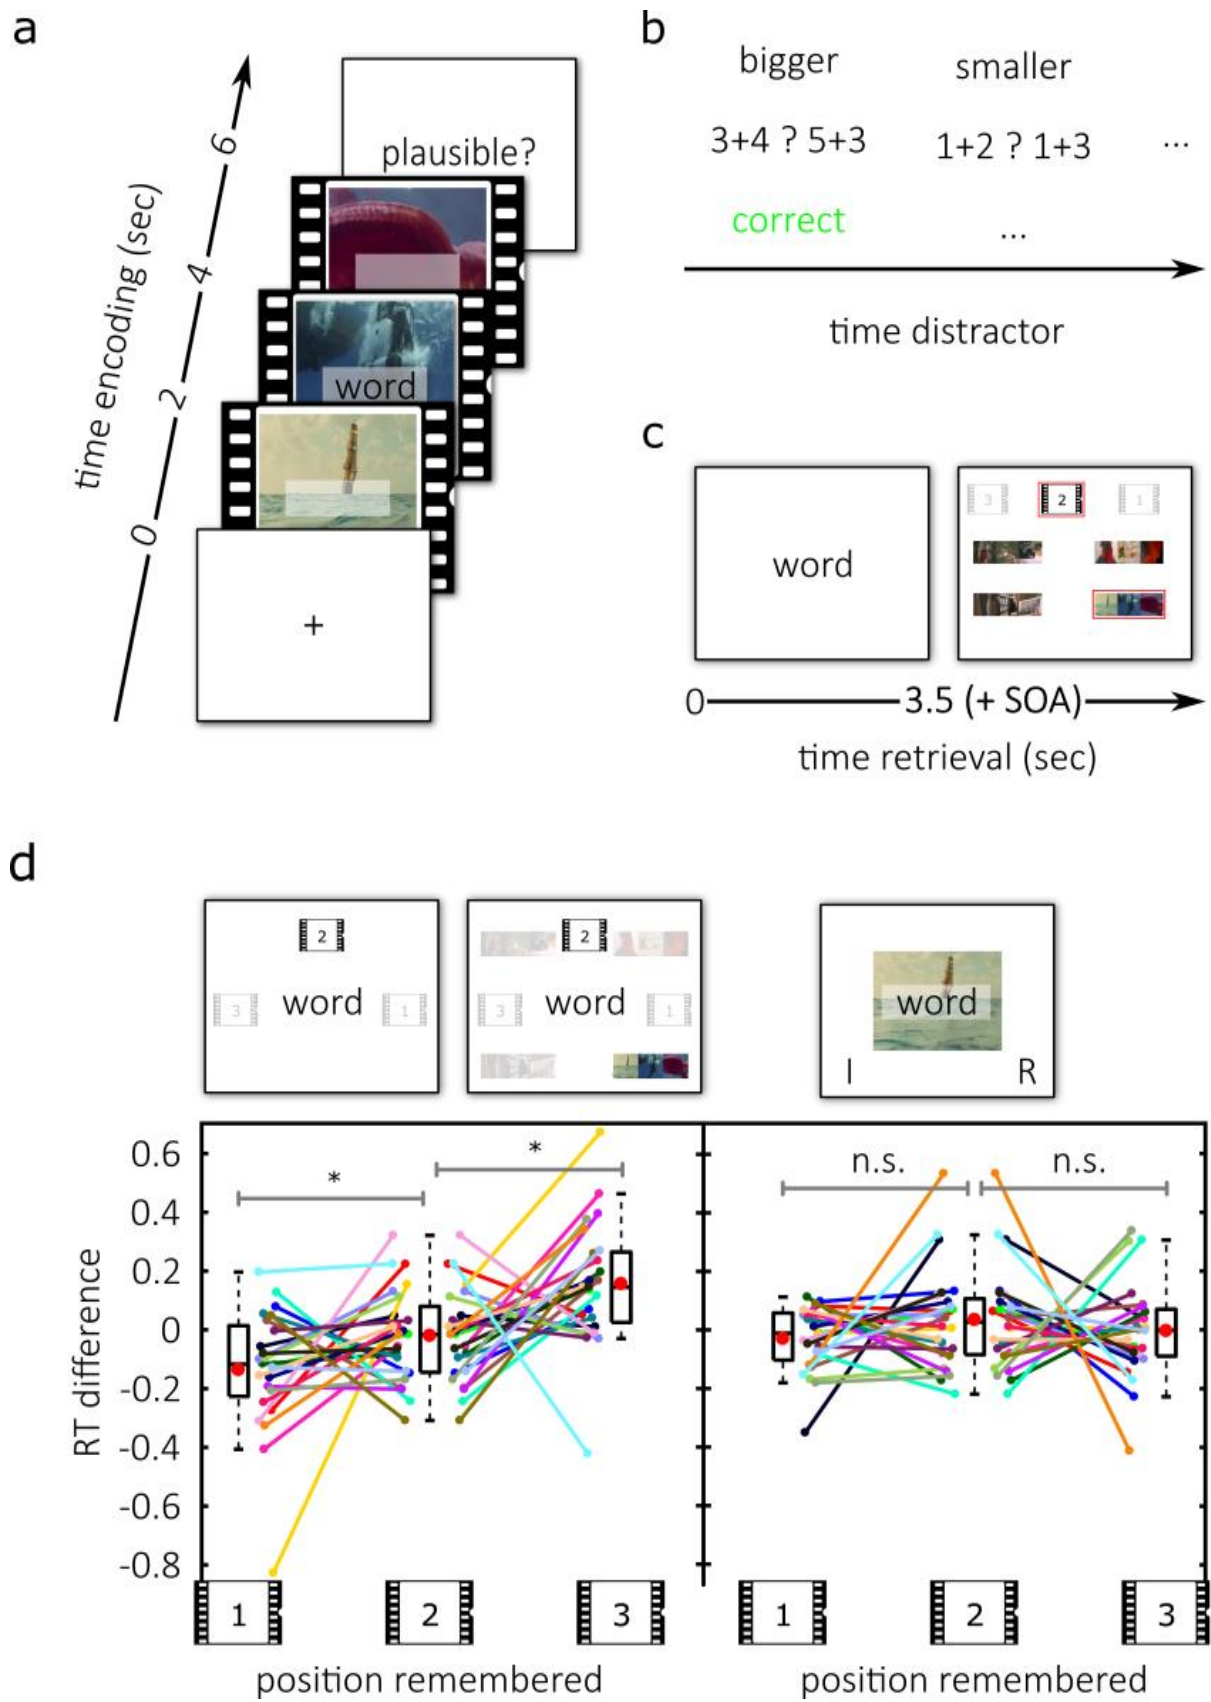 a
plausible?
word
+
time encoding (sec)
0 2 4 6
b
bigger smaller
3+4 ? 5+3 1+2 ? 1+3 ...
correct ...
time distractor
c
word
3 2 1
0 3.5 (+ SOA)
time retrieval (sec)
d
2
3 word 1
2
3 word 1
word
I R
RT difference
0.6
0.4
0.2
0
-0.2
-0.4
-0.6
-0.8
* *
n.s. n.s.
1 2 3
position remembered
1 2 3
position remembered